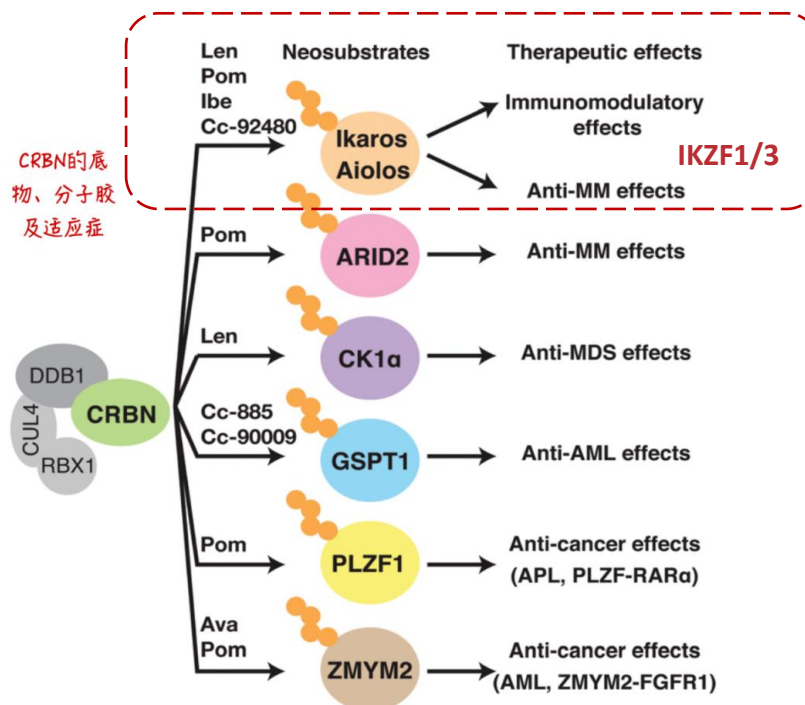 Len
Pom
Ibe
Cc-92480
Neosubstrates
Therapeutic effects
Ikaros
Aiolos
Immunomodulatory
effects
Anti-MM effects
IKZF1/3
CRBN的底
物、分子胶
及适应症
Pom
ARID2
Anti-MM effects
Len
CK1α
Anti-MDS effects
DDB1
CRBN
CUL4
RBX1
Cc-885
Cc-90009
GSPT1
Anti-AML effects
Pom
PLZF1
Anti-cancer effects
(APL, PLZF-RARα)
Ava
Pom
ZMYM2
Anti-cancer effects
(AML, ZMYM2-FGFR1)